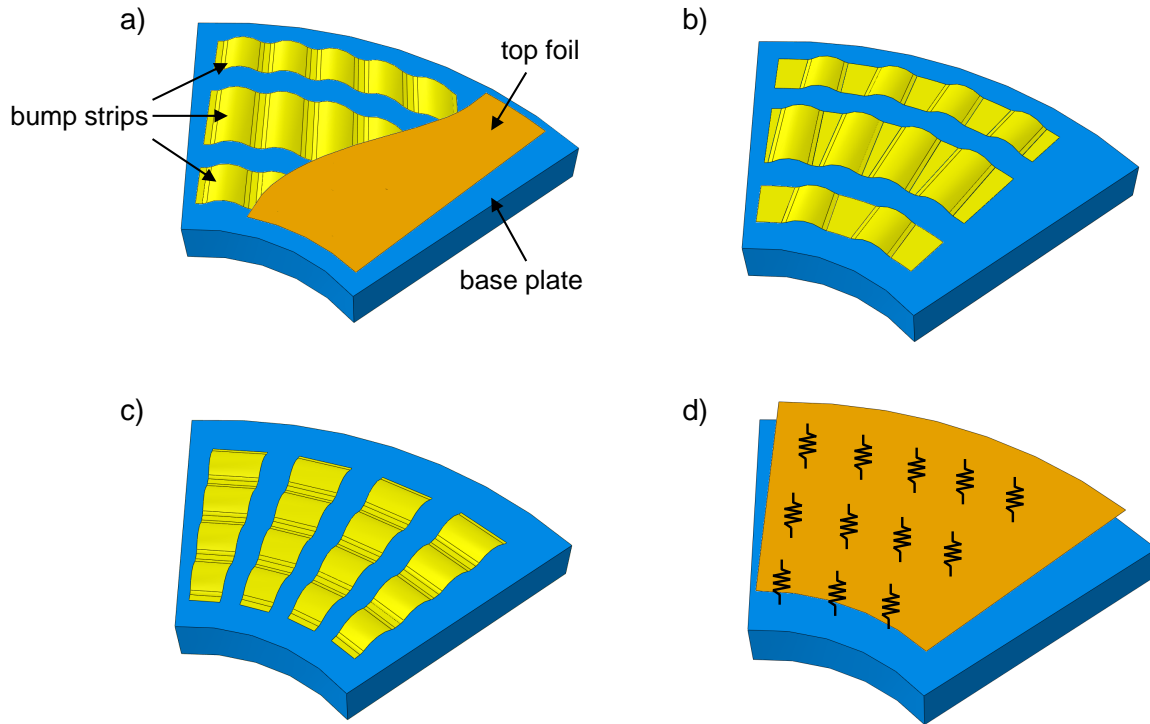 a)
b)
top foil
bump strips
base plate
c)
d)